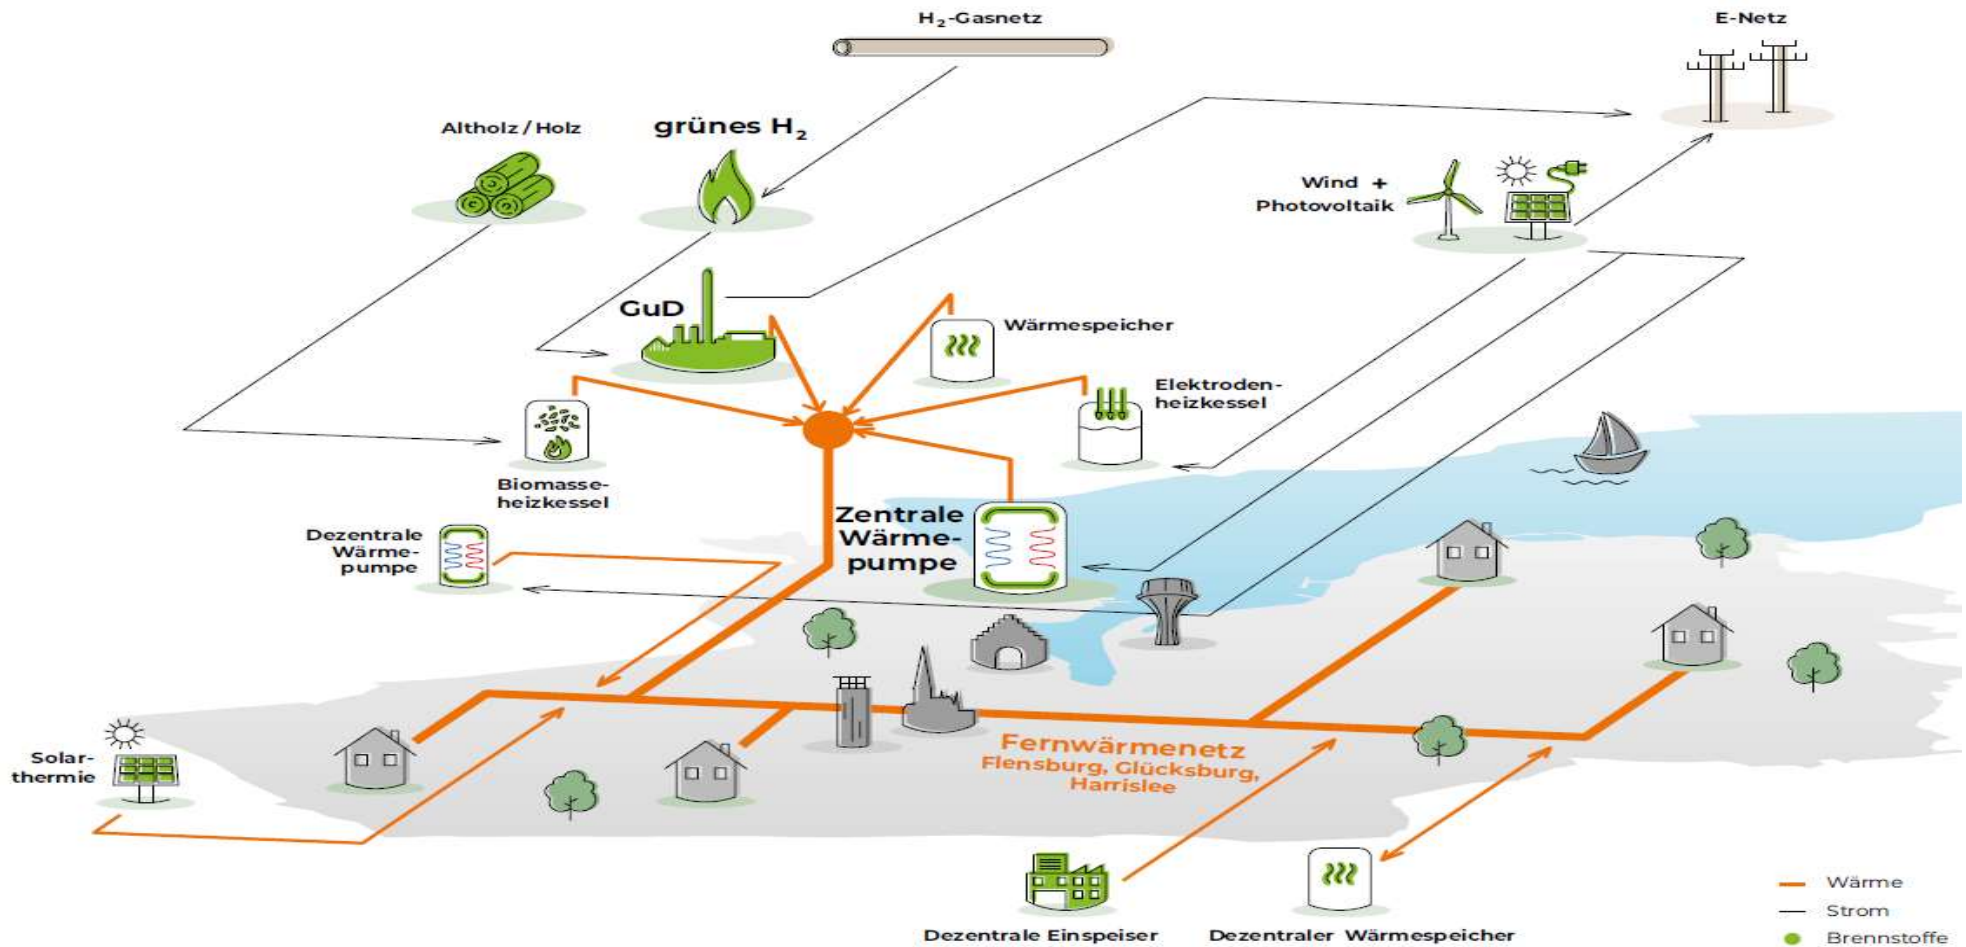 H₂-Gasnetz
E-Netz
Altholz / Holz
grünes H₂
Wind +
Photovoltaik
GuD
Wärmespeicher
Elektroden-
heizkessel
Biomasse-
heizkessel
Zentrale
Wärme-
pumpe
Dezentrale
Wärme-
pumpe
Solar-
thermie
Fernwärmenetz
Flensburg, Glücksburg,
Harrislee
Dezentrale Einspeiser
Dezentraler Wärmespeicher
Wärme
Strom
Brennstoffe